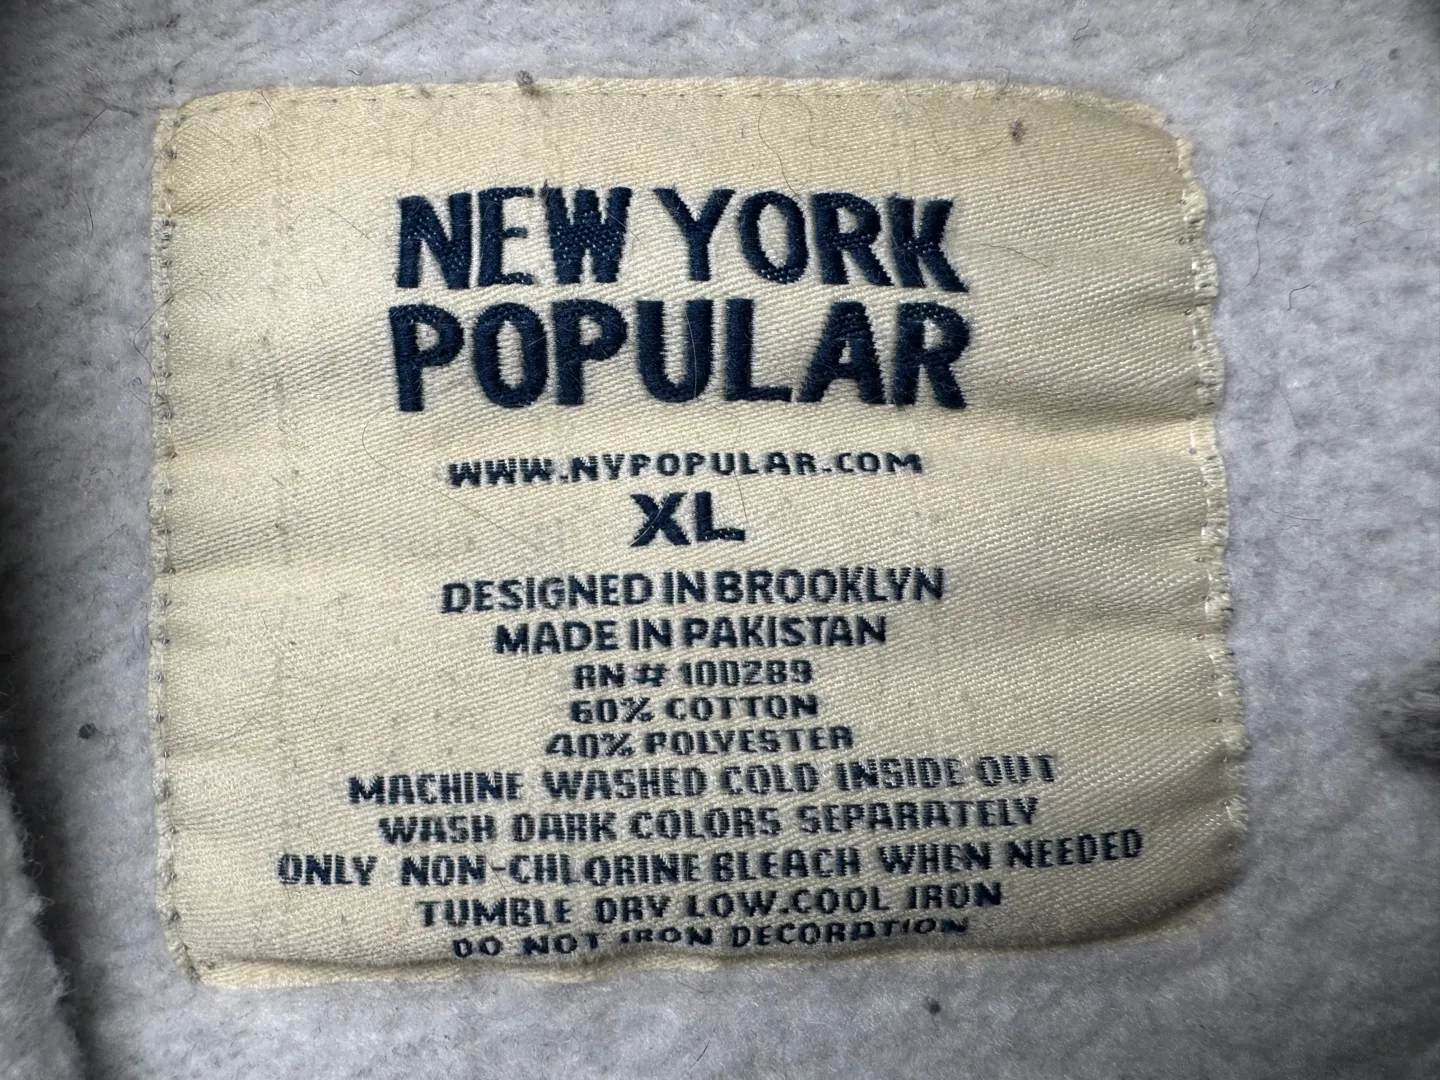 NEW YORK
POPULAR
WWW.NYPOPULAR.COM
XL
DESIGNED IN BROOKLYN
MADE IN PAKISTAN
RN # 100289
60% COTTON
40% POLYESTER
MACHINE WASHED COLD INSIDE OUT
WASH DARK COLORS SEPARATELY
ONLY NON-CHLORINE BLEACH WHEN NEEDED
TUMBLE DRY LOW.COOL IRON
DO NOT IRON DECORATION